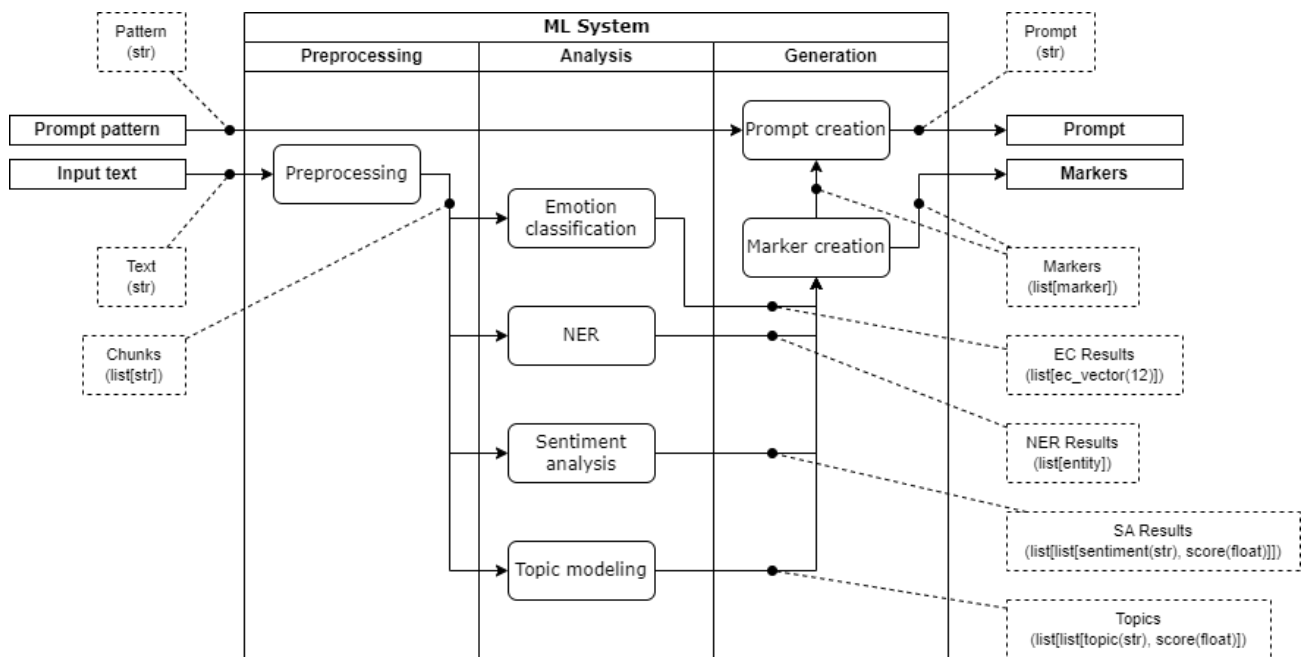 ML System
Preprocessing
Analysis
Generation
Pattern
(str)
Prompt
(str)
Prompt pattern
Input text
Preprocessing
Prompt creation
Prompt
Markers
Emotion
classification
Marker creation
Text
(str)
Markers
(list[marker])
Chunks
(list[str])
NER
EC Results
(list[ec_vector(12)])
Sentiment
analysis
NER Results
(list[entity])
SA Results
(list[list[sentiment(str), score(float)]])
Topic modeling
Topics
(list[list[topic(str), score(float)])